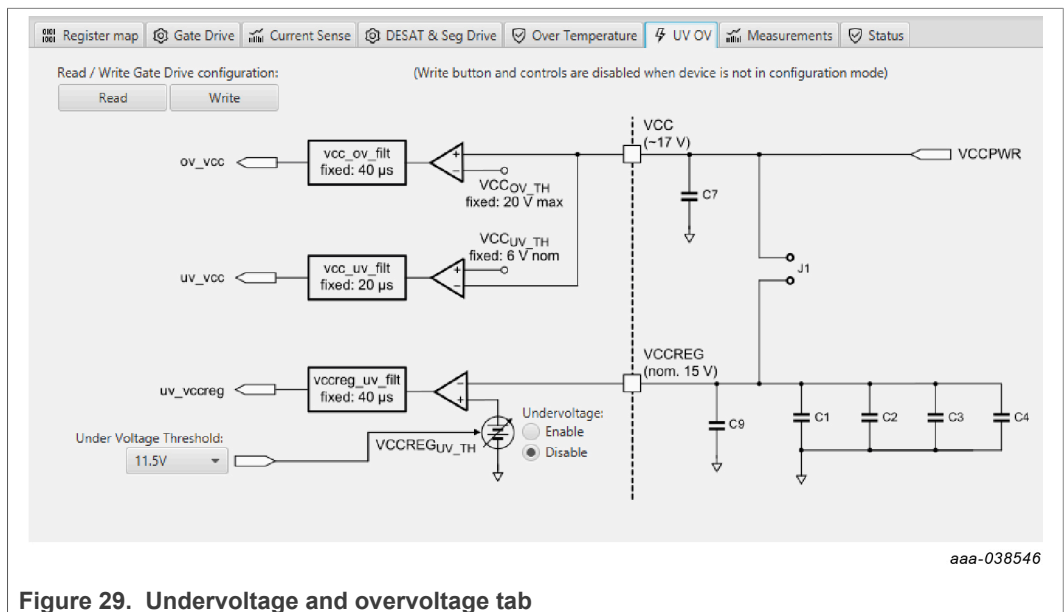 Register map Gate Drive Current Sense DESAT & Seg Drive Over Temperature UV OV Measurements Status
Read / Write Gate Drive configuration:
(Write button and controls are disabled when device is not in configuration mode)
Read Write
VCC
(~17 V)
ov_vcc
vcc_ov_filt
fixed: 40 µs
+
−
VCCOV_TH
fixed: 20 V max
VCCPWR
C7
VCCUV_TH
fixed: 6 V nom
uv_vcc
vcc_uv_filt
fixed: 20 µs
+
−
J1
VCCREG
(nom. 15 V)
uv_vccreg
vccreg_uv_filt
fixed: 40 µs
−
+
Undervoltage:
Enable
Disable
C9
C1
C2
C3
C4
Under Voltage Threshold:
11.5V
VCCREGUV_TH
aaa-038546
Figure 29. Undervoltage and overvoltage tab